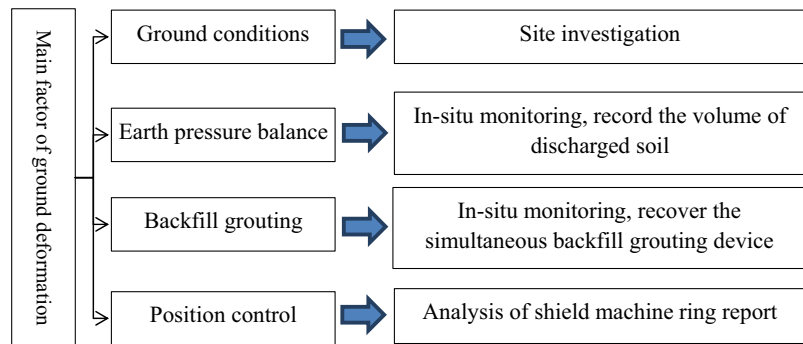 Main factor of ground deformation
Ground conditions
Site investigation
Earth pressure balance
In-situ monitoring, record the volume of
discharged soil
Backfill grouting
In-situ monitoring, recover the
simultaneous backfill grouting device
Position control
Analysis of shield machine ring report